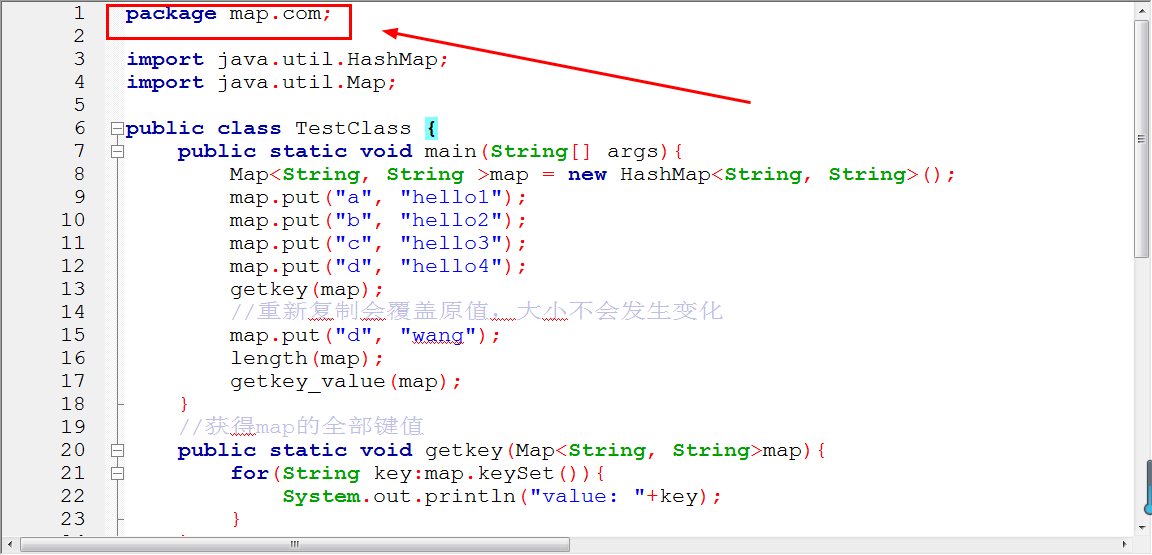 1 package map.com;
2
3 import java.util.HashMap;
4 import java.util.Map;
5
6 public class TestClass {
7 public static void main(String[] args){
8 Map<String, String >map = new HashMap<String, String>();
9 map.put("a", "hello1");
10 map.put("b", "hello2");
11 map.put("c", "hello3");
12 map.put("d", "hello4");
13 getkey(map);
14 //重新复制会覆盖原值，大小不会发生变化
15 map.put("d", "wang");
16 length(map);
17 getkey_value(map);
18 }
19 //获得map的全部键值
20 public static void getkey(Map<String, String>map){
21 for(String key:map.keySet()){
22 System.out.println("value: "+key);
23 }